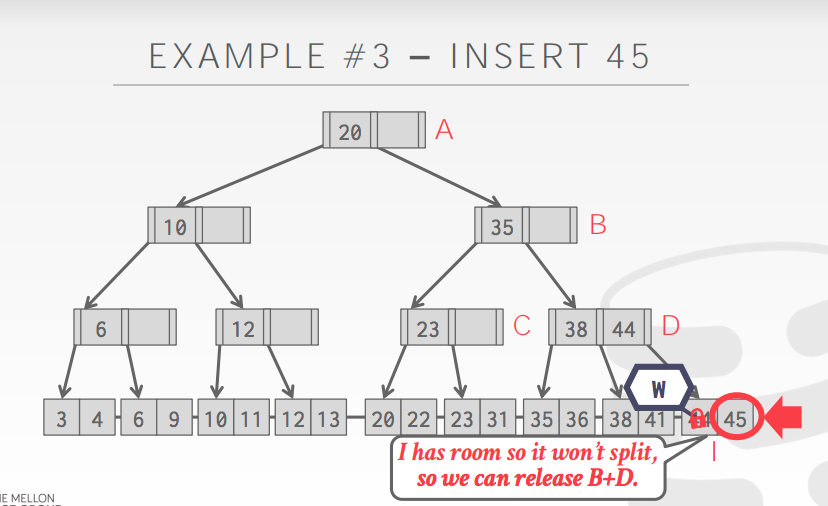 EXAMPLE #3 – INSERT 45
20 A
10 35 B
6 12 23 C 38 44 D
W
3 4 6 9 10 11 12 13 20 22 23 31 35 36 38 41 44 45
I has room so it won't split, I
so we can release B+D.
MELLON